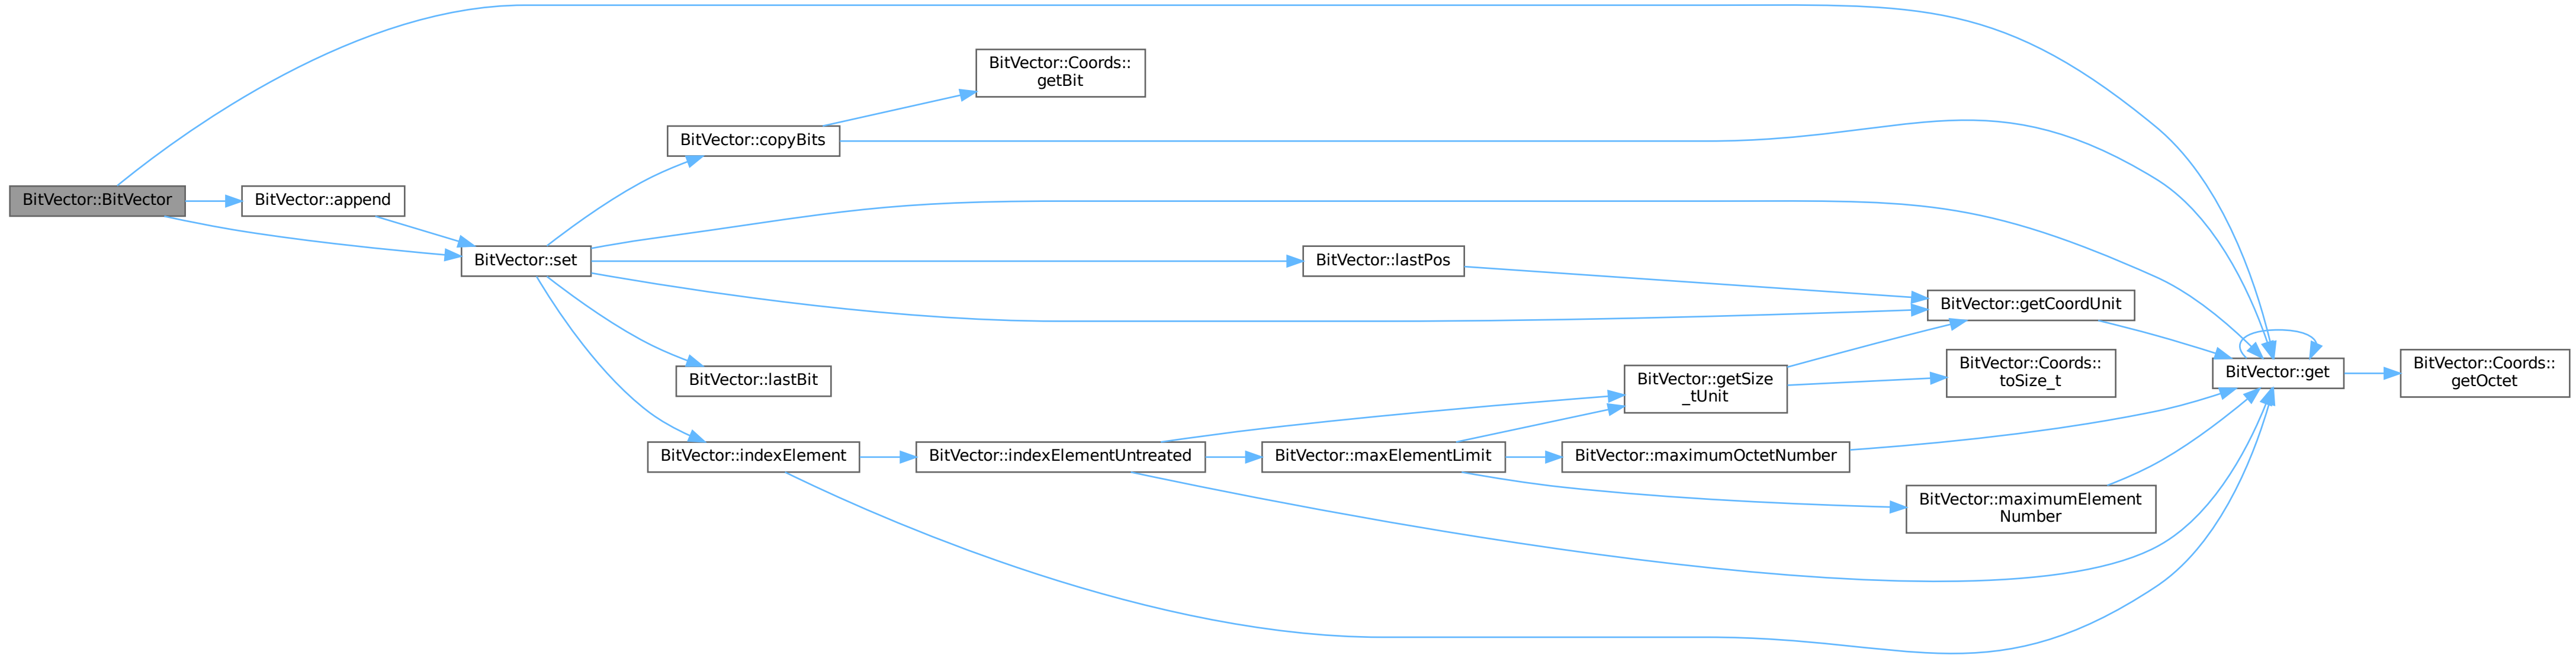 BitVector::BitVector
BitVector::append
BitVector::set
BitVector::copyBits
BitVector::Coords::
getBit
BitVector::lastPos
BitVector::lastBit
BitVector::indexElement
BitVector::indexElementUntreated
BitVector::maxElementLimit
BitVector::getSize
_tUnit
BitVector::maximumOctetNumber
BitVector::getCoordUnit
BitVector::Coords::
toSize_t
BitVector::maximumElement
Number
BitVector::get
BitVector::Coords::
getOctet